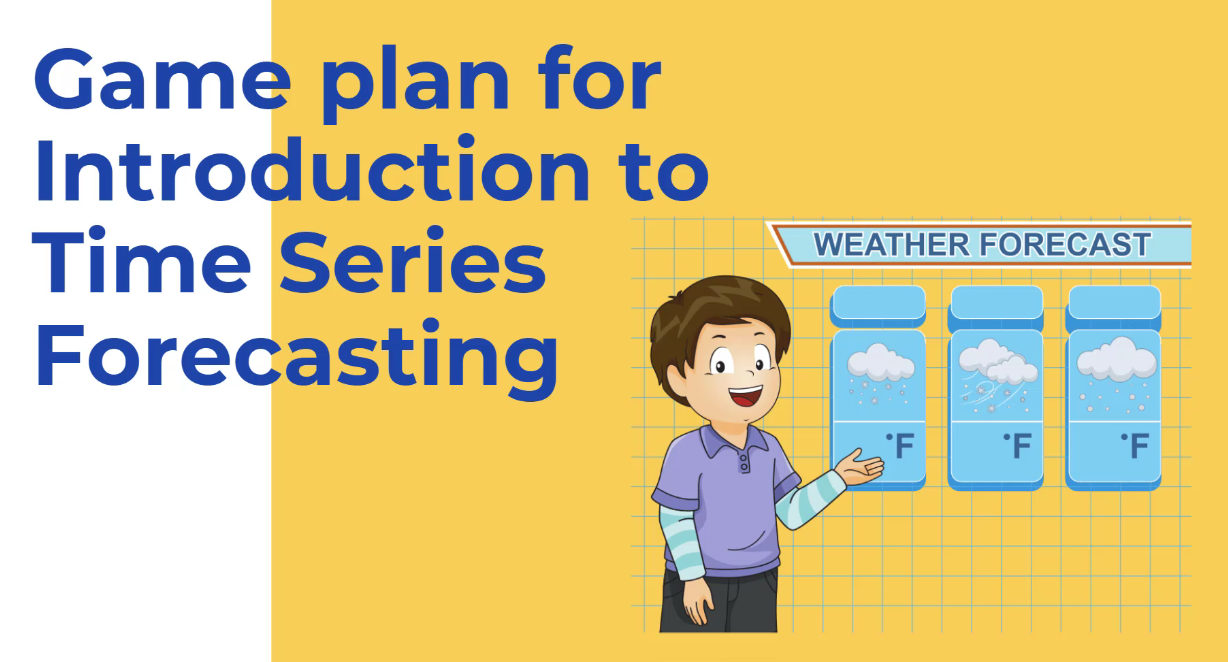 Game plan for
Introduction to
Time Series
Forecasting
WEATHER FORECAST
°F °F °F